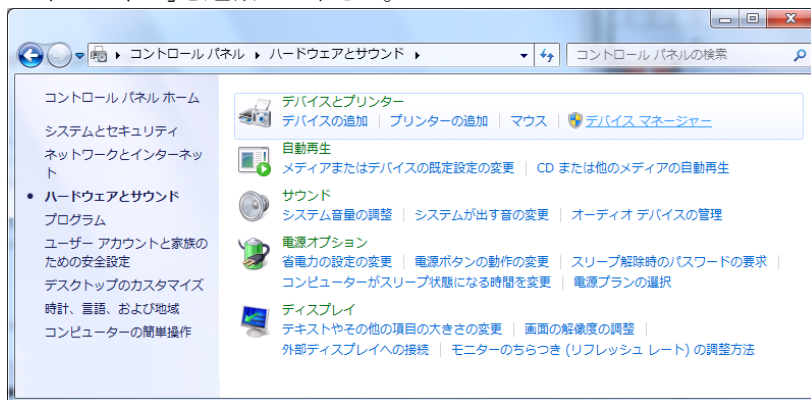 コントロール パネル ▸ ハードウェアとサウンド ▸
コントロール パネルの検索
コントロール パネル ホーム
システムとセキュリティ
ネットワークとインターネッ
ト
ハードウェアとサウンド
プログラム
ユーザー アカウントと家族の
ための安全設定
デスクトップのカスタマイズ
時計、言語、および地域
コンピューターの簡単操作
デバイスとプリンター
デバイスの追加 | プリンターの追加 | マウス | デバイス マネージャー
自動再生
メディアまたはデバイスの既定設定の変更 | CD または他のメディアの自動再生
サウンド
システム音量の調整 | システムが出す音の変更 | オーディオ デバイスの管理
電源オプション
省電力の設定の変更 | 電源ボタンの動作の変更 | スリープ解除時のパスワードの要求 |
コンピューターがスリープ状態になる時間を変更 | 電源プランの選択
ディスプレイ
テキストやその他の項目の大きさの変更 | 画面の解像度の調整 |
外部ディスプレイへの接続 | モニターのちらつき (リフレッシュ レート) の調整方法